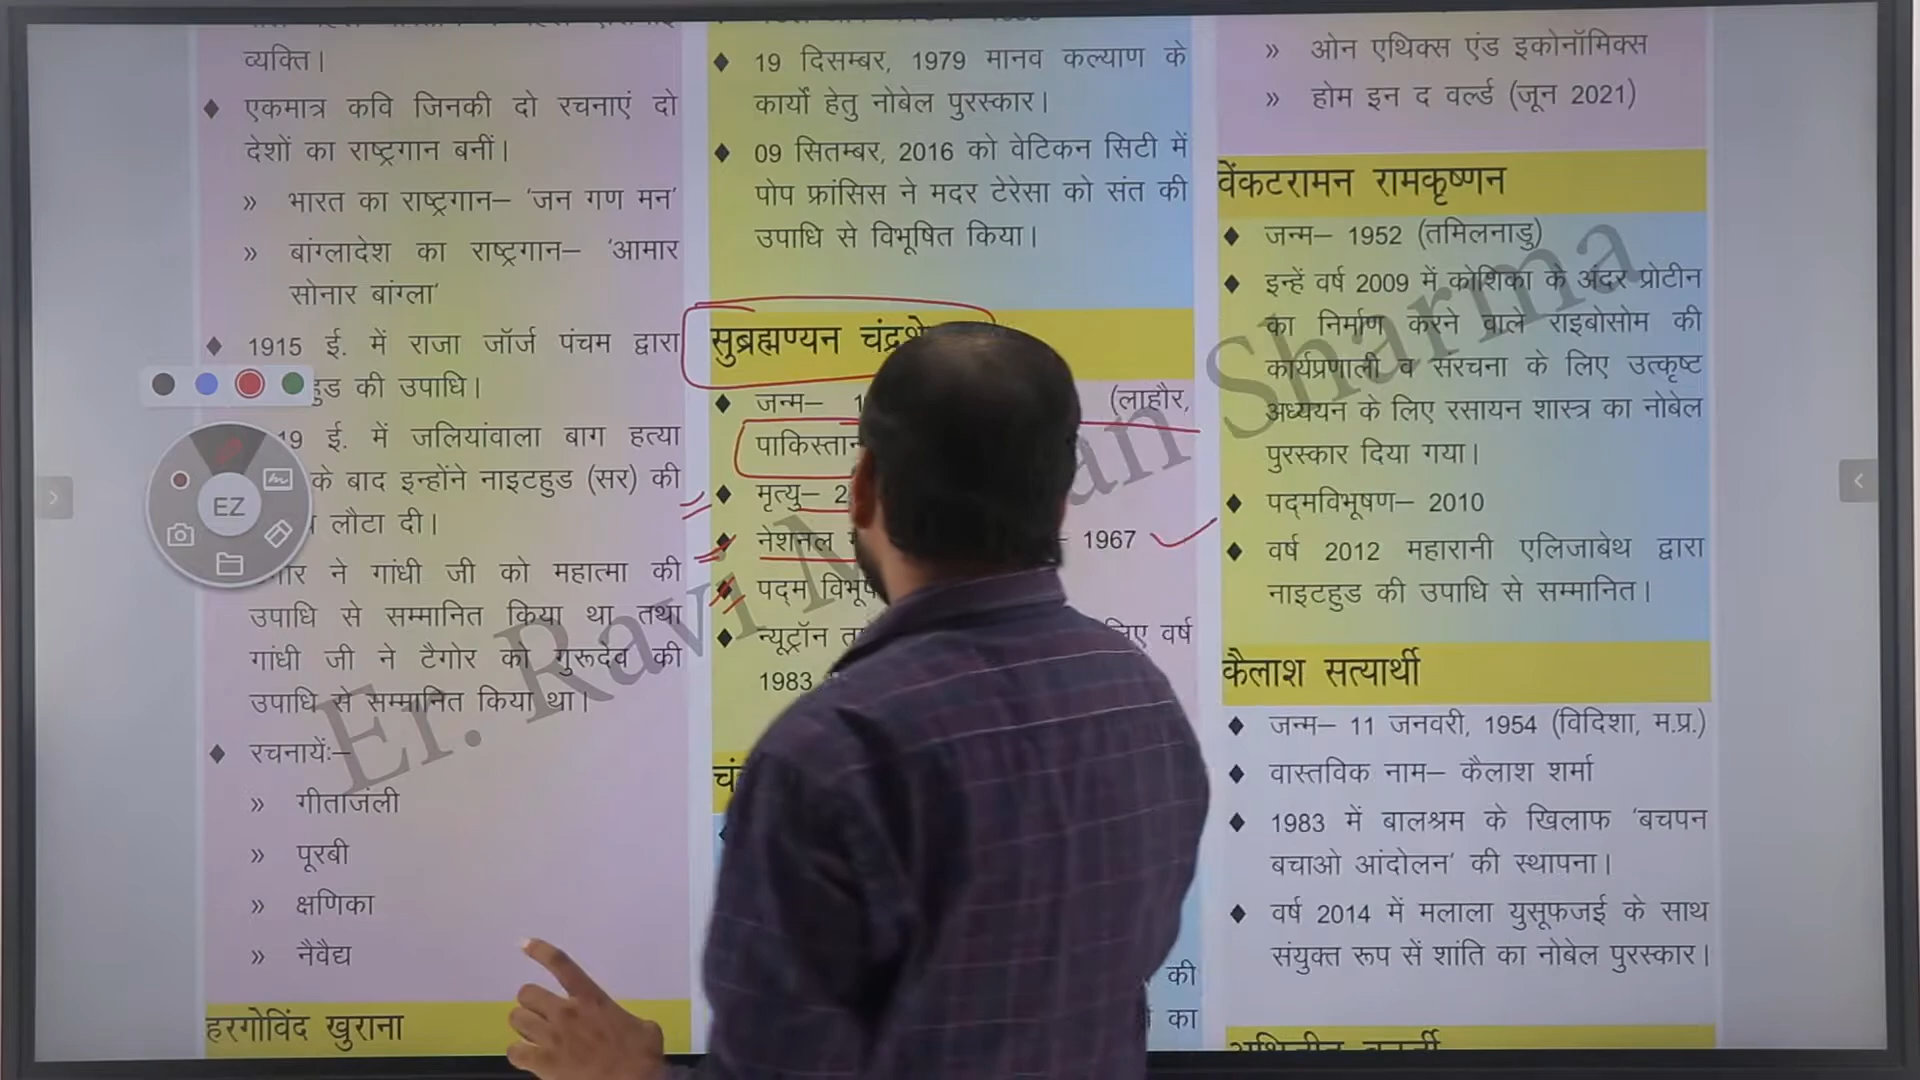 व्यक्ति।
♦ एकमात्र कवि जिनकी दो रचनाएं दो
देशों का राष्ट्रगान बनीं।
» भारत का राष्ट्रगान– 'जन गण मन'
» बांग्लादेश का राष्ट्रगान– 'आमार
सोनार बांग्ला'
♦ 1915 ई. में राजा जॉर्ज पंचम द्वारा
की उपाधि।
ई. में जलियांवाला बाग हत्या
के बाद इन्होंने नाइटहुड (सर) की
लौटा दी।
ने गांधी जी को महात्मा की
उपाधि से सम्मानित किया था तथा
गांधी जी ने टैगोर को गुरूदेव की
उपाधि से सम्मानित किया था।
♦ रचनायेंः–
» गीताजंली
» पूरबी
» क्षणिका
» नैवैद्य
हरगोविंद खुराना
♦ 19 दिसम्बर, 1979 मानव कल्याण के
कार्यों हेतु नोबेल पुरस्कार।
♦ 09 सितम्बर, 2016 को वेटिकन सिटी में
पोप फ्रांसिस ने मदर टेरेसा को संत की
उपाधि से विभूषित किया।
सुब्रह्मण्यन
♦ जन्म– (लाहौर,
पाकिस्तान
♦ मृत्यु–
♦ नेशनल – 1967
♦ पद्म
♦ न्यूट्रॉन वर्ष
1983
की
का
» ओन एथिक्स एंड इकोनॉमिक्स
» होम इन द वर्ल्ड (जून 2021)
वेंकटरामन रामकृष्णन
♦ जन्म– 1952 (तमिलनाडु)
♦ इन्हें वर्ष 2009 में कोशिका के अंदर प्रोटीन
का निर्माण करने वाले राइबोसोम की
कार्यप्रणाली व संरचना के लिए उत्कृष्ट
अध्ययन के लिए रसायन शास्त्र का नोबेल
पुरस्कार दिया गया।
♦ पद्मविभूषण– 2010
♦ वर्ष 2012 महारानी एलिजाबेथ द्वारा
नाइटहुड की उपाधि से सम्मानित।
कैलाश सत्यार्थी
♦ जन्म– 11 जनवरी, 1954 (विदिशा, म.प्र.)
♦ वास्तविक नाम– कैलाश शर्मा
♦ 1983 में बालश्रम के खिलाफ 'बचपन
बचाओ आंदोलन' की स्थापना।
♦ वर्ष 2014 में मलाला युसूफजई के साथ
संयुक्त रूप सें शांति का नोबेल पुरस्कार।
Er. Ravi Sharma
EZ